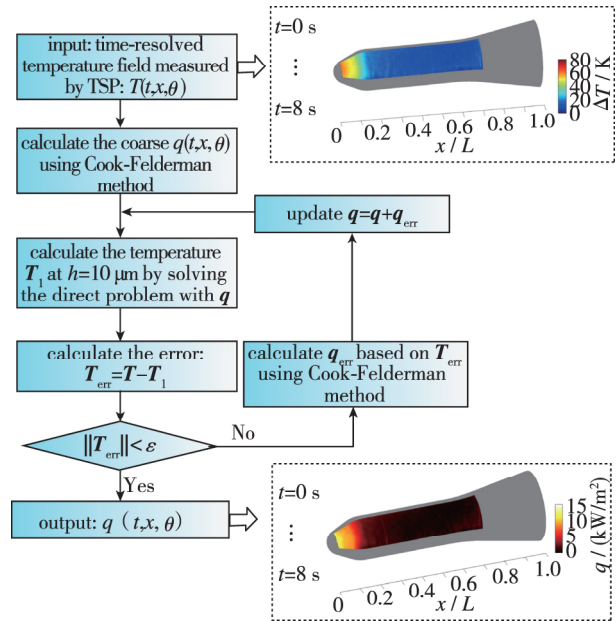 input: time-resolved
temperature field measured
by TSP: T(t,x,θ)
calculate the coarse q(t,x,θ)
using Cook-Felderman
method
calculate the temperature
T₁ at h=10 μm by solving
the direct problem with q
calculate the error:
Tₑᵣᵣ=T−T₁
||Tₑᵣᵣ||<ε
No
Yes
calculate qₑᵣᵣ based on Tₑᵣᵣ
using Cook-Felderman
method
update q=q+qₑᵣᵣ
output: q (t,x, θ)
t=0 s
⋮
t=8 s
0 0.2 0.4 0.6 0.8 1.0
x / L
80
60
40
20
0
ΔT / K
t=0 s
⋮
t=8 s
0 0.2 0.4 0.6 0.8 1.0
x / L
15
10
5
0
q / (kW/m²)